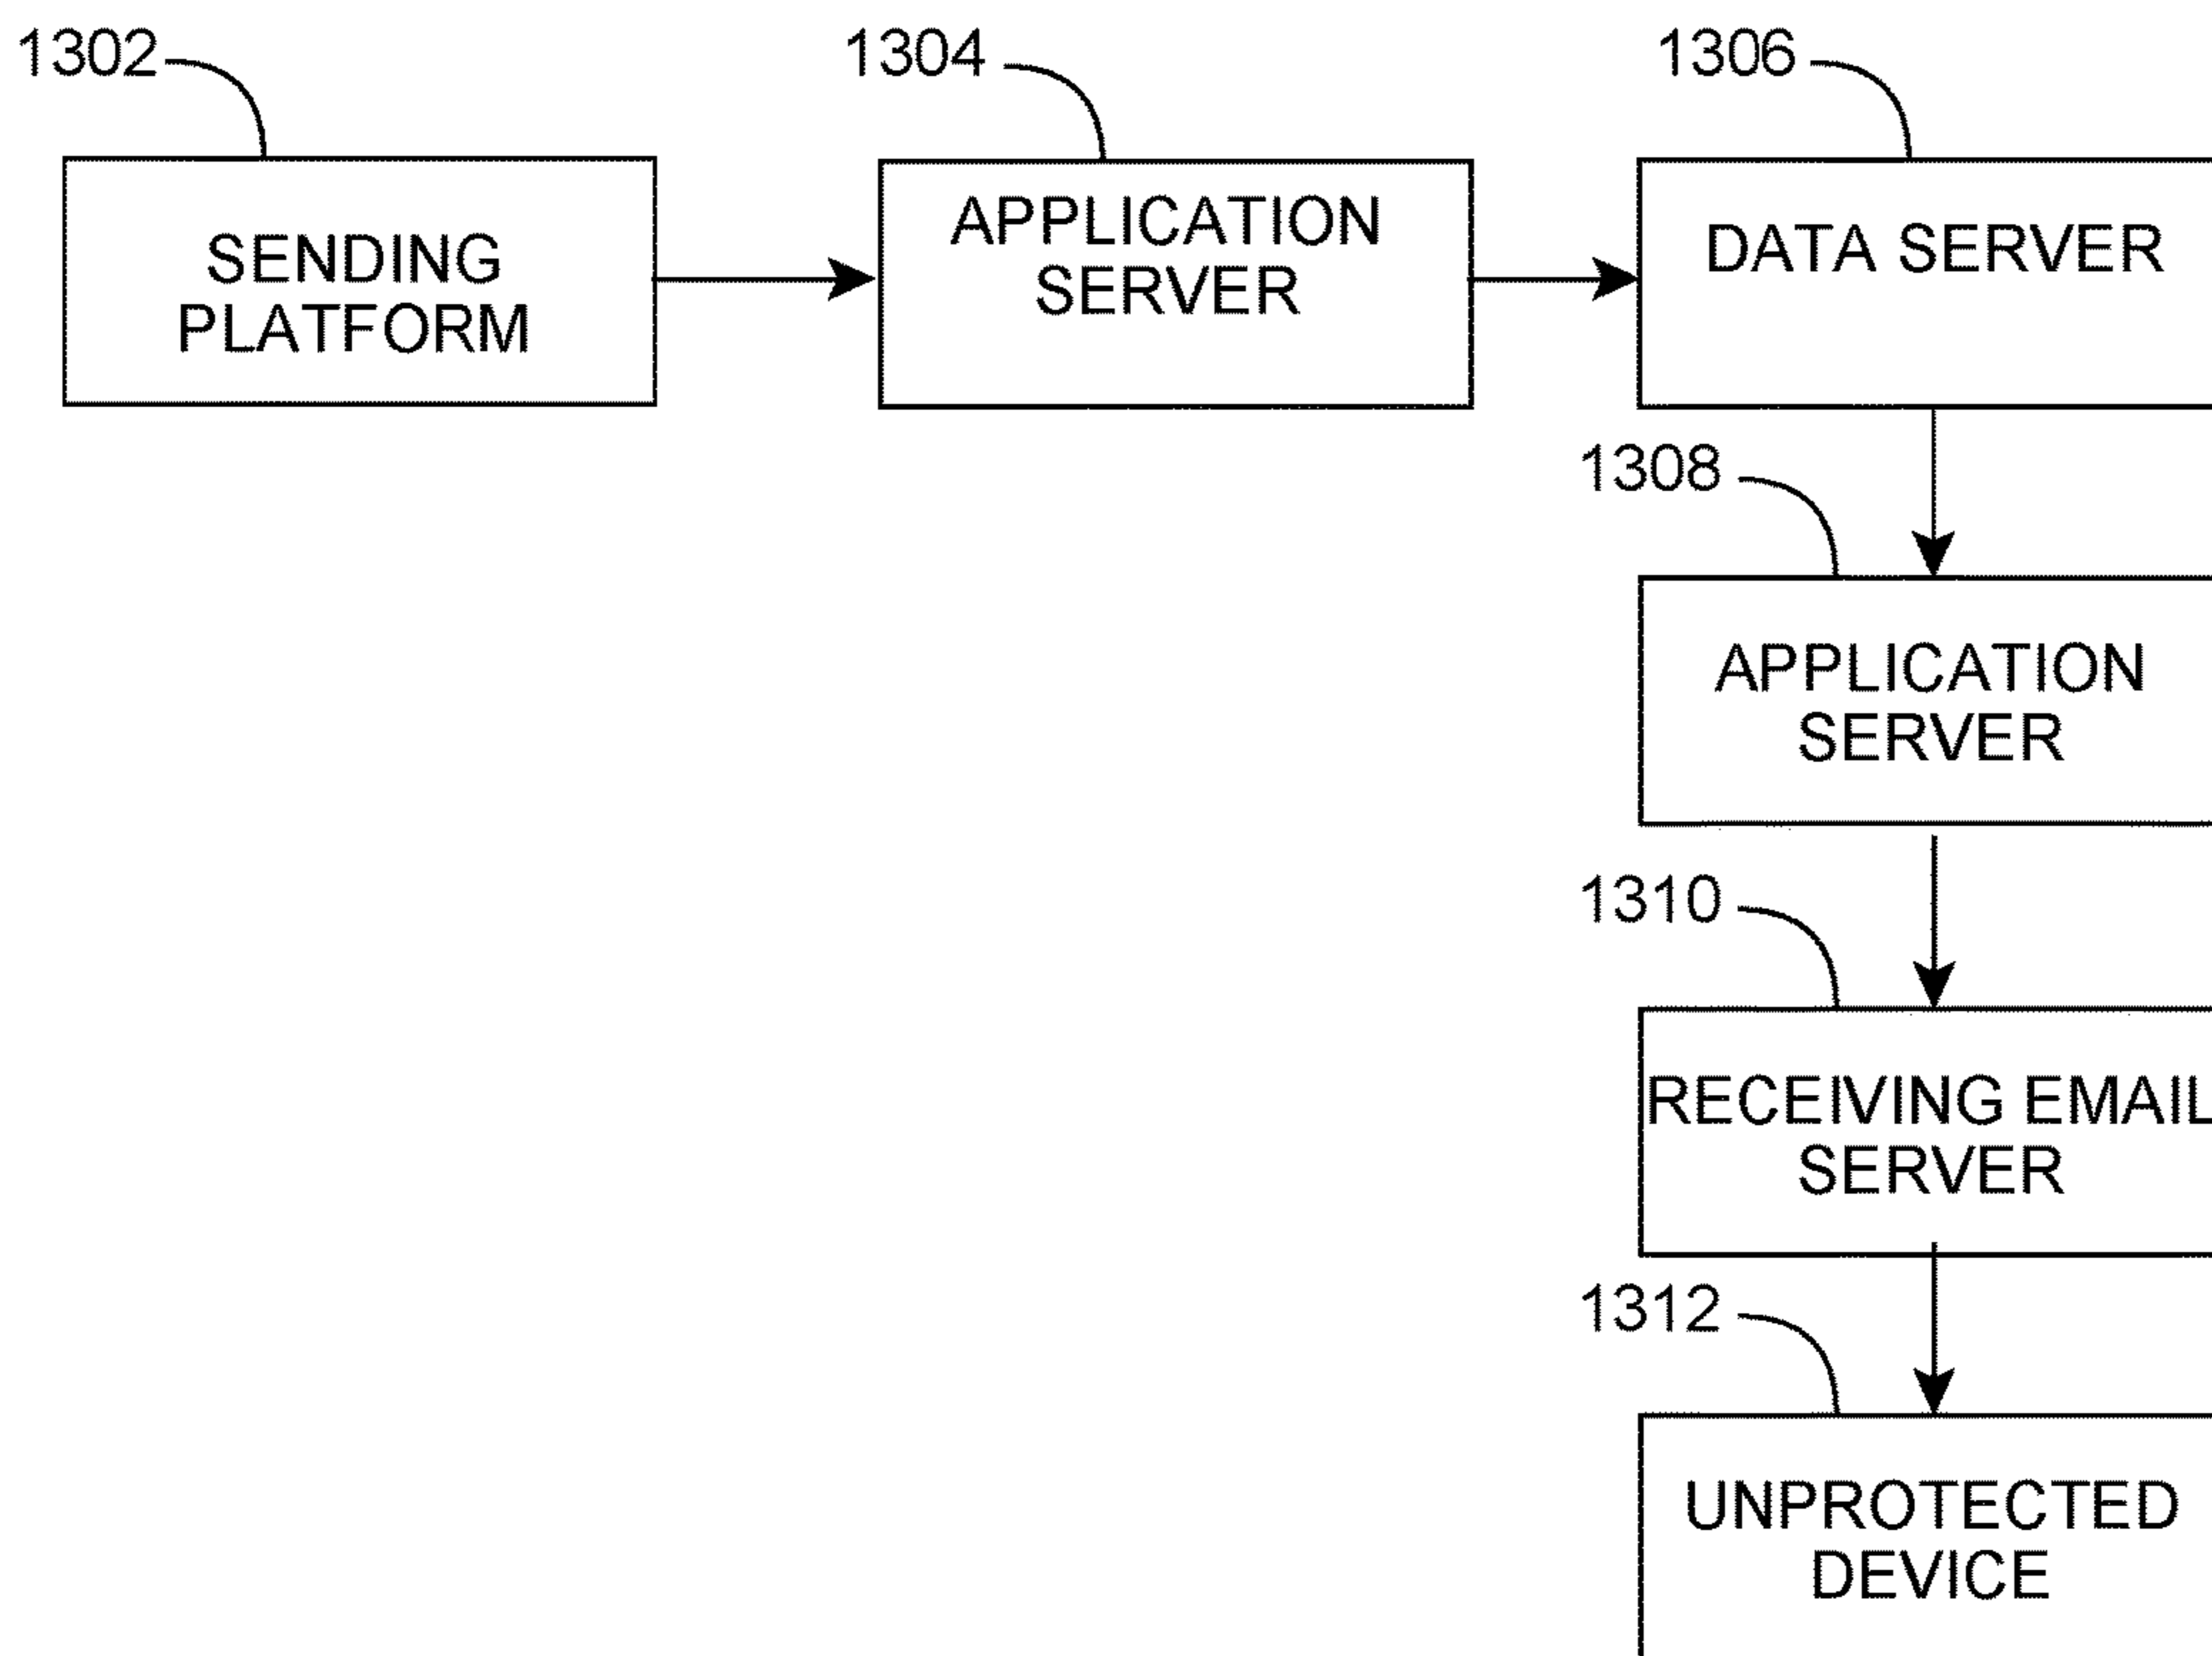 1302
1304
1306
SENDING
PLATFORM
APPLICATION
SERVER
DATA SERVER
1308
APPLICATION
SERVER
1310
RECEIVING EMAIL
SERVER
1312
UNPROTECTED
DEVICE